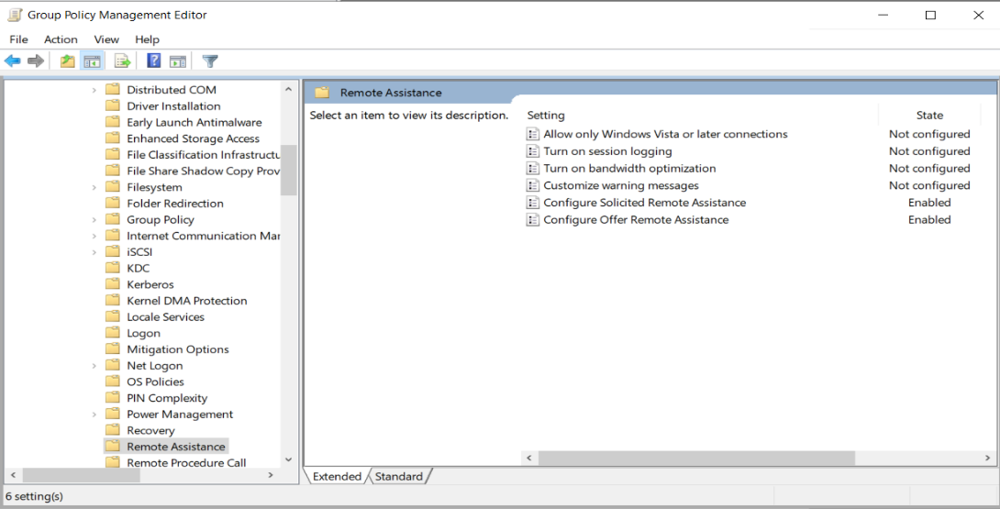 Group Policy Management Editor
File Action View Help
Distributed COM
Driver Installation
Early Launch Antimalware
Enhanced Storage Access
File Classification Infrastructu
File Share Shadow Copy Prov
Filesystem
Folder Redirection
Group Policy
Internet Communication Mar
iSCSI
KDC
Kerberos
Kernel DMA Protection
Locale Services
Logon
Mitigation Options
Net Logon
OS Policies
PIN Complexity
Power Management
Recovery
Remote Assistance
Remote Procedure Call
Remote Assistance
Select an item to view its description.
Setting State
Allow only Windows Vista or later connections Not configured
Turn on session logging Not configured
Turn on bandwidth optimization Not configured
Customize warning messages Not configured
Configure Solicited Remote Assistance Enabled
Configure Offer Remote Assistance Enabled
Extended Standard
6 setting(s)